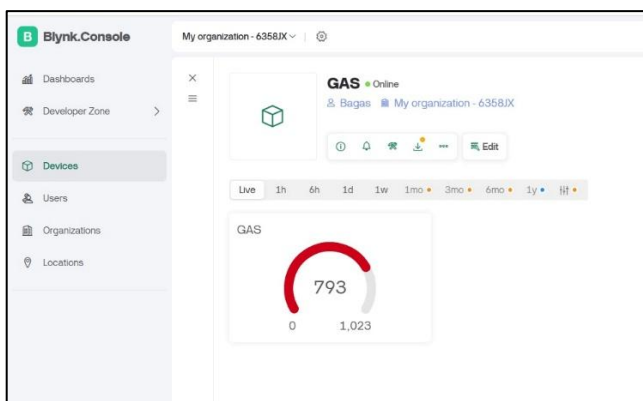 B Blynk.Console
My organization - 6358JX
Dashboards
Developer Zone
Devices
Users
Organizations
Locations
GAS Online
Bagas My organization - 6358JX
Edit
Live 1h 6h 1d 1w 1mo 3mo 6mo 1y
GAS
793
0 1,023